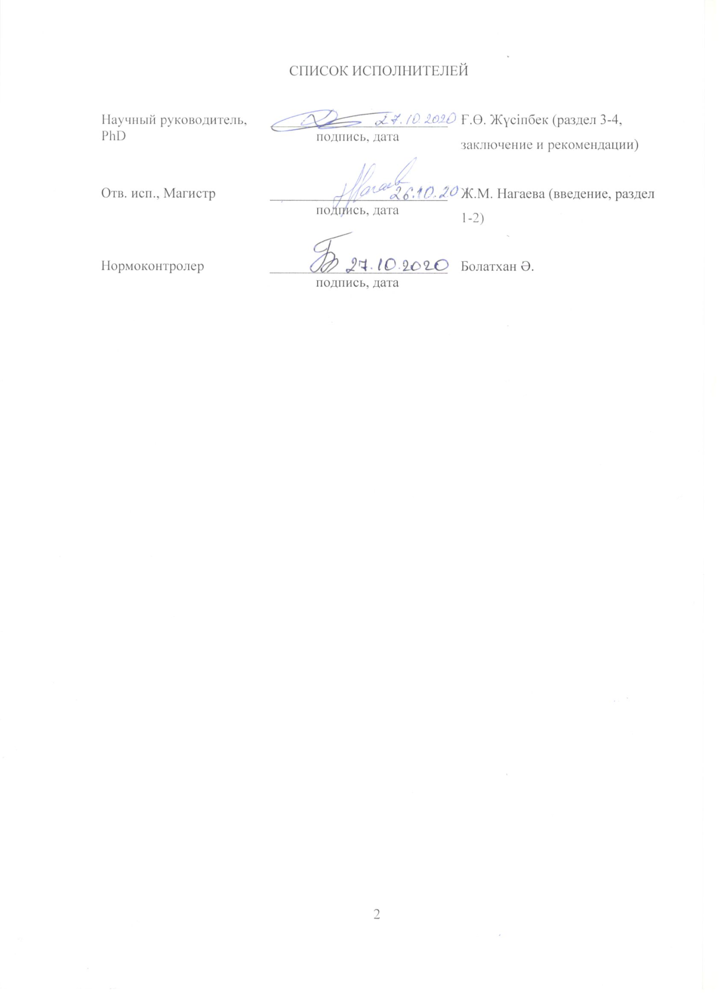 СПИСОК ИСПОЛНИТЕЛЕЙ
Научный руководитель, 27.10.2020 Ғ.Ө. Жүсіпбек (раздел 3-4,
PhD подпись, дата заключение и рекомендации)
Отв. исп., Магистр Нагаев 26.10.20 Ж.М. Нагаева (введение, раздел
подпись, дата 1-2)
Нормоконтролер Б 27.10.2020 Болатхан Ә.
подпись, дата
2